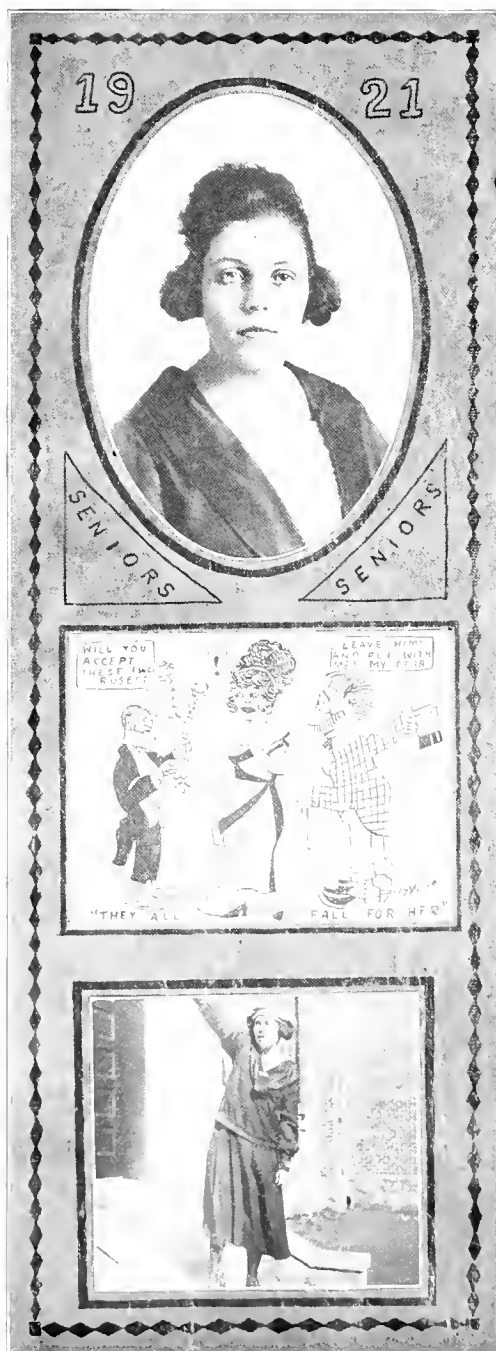 19 21
SENIORS
SENIORS
WILL YOU
ACCEPT
THESE TWO
ROSES?
!
LEAVE HIM!
AND FLY WITH
ME! MY FAIR
"THEY ALL FALL FOR HER"